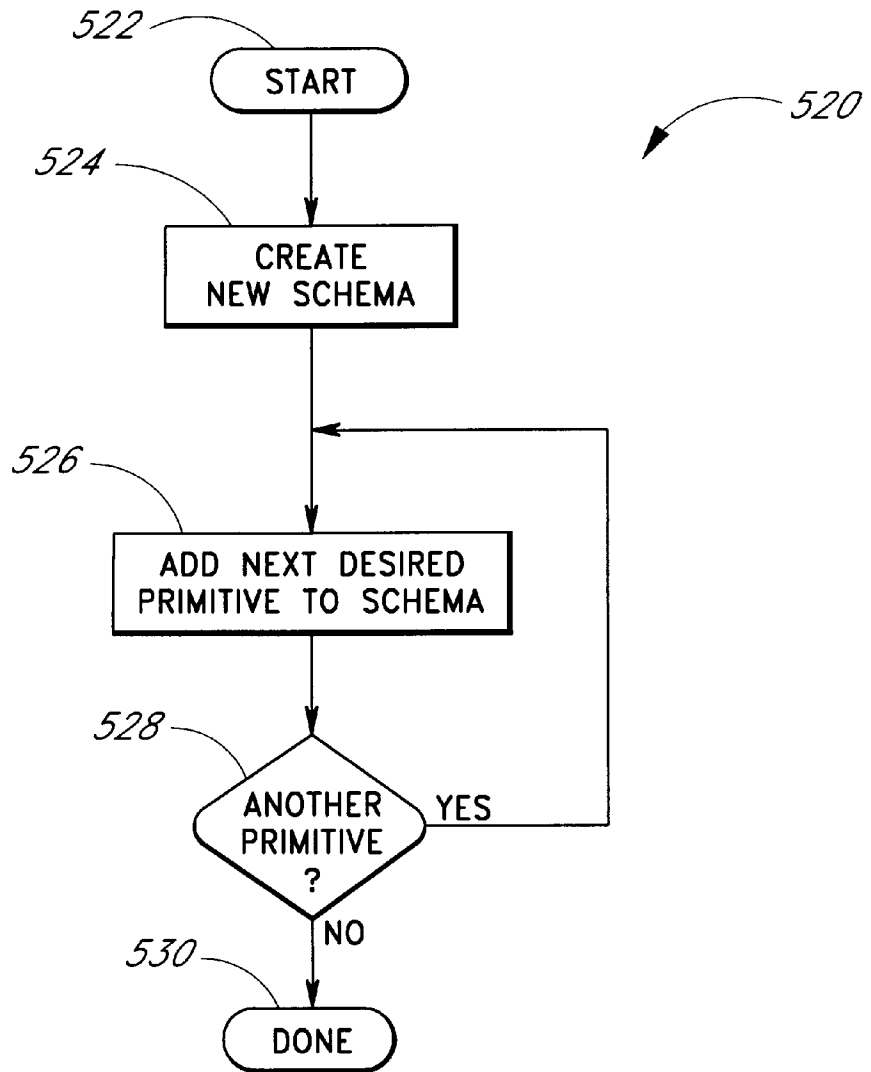 522
START
520
524
CREATE
NEW SCHEMA
526
ADD NEXT DESIRED
PRIMITIVE TO SCHEMA
528
ANOTHER
PRIMITIVE
?
YES
NO
530
DONE